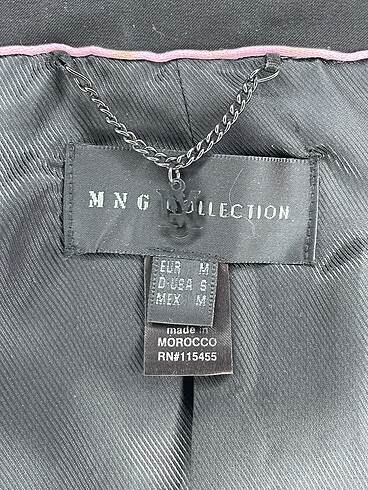 MNG COLLECTION
EUR M
D-USA S
MEX M
made in
MOROCCO
RN#115455